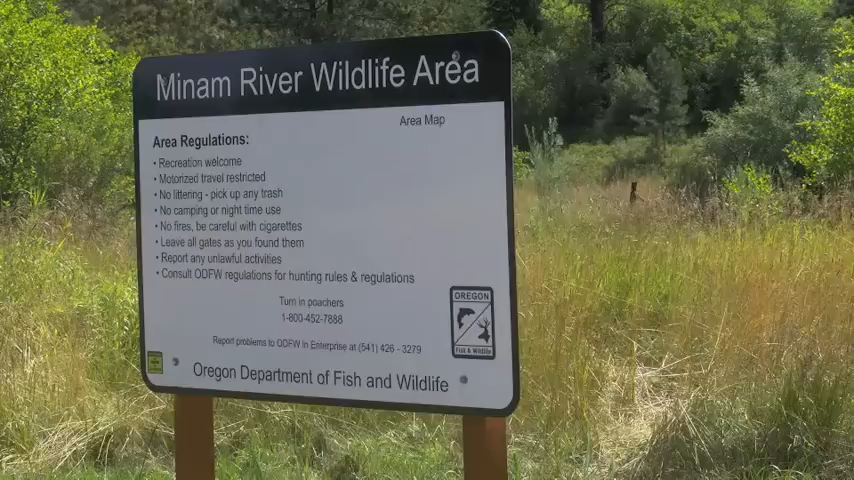 Minam River Wildlife Area
Area Map
Area Regulations:
• Recreation welcome
• Motorized travel restricted
• No littering - pick up any trash
• No camping or night time use
• No fires, be careful with cigarettes
• Leave all gates as you found them
• Report any unlawful activities
• Consult ODFW regulations for hunting rules & regulations
Turn in poachers
1-800-452-7888
Report problems to ODFW in Enterprise at (541) 426 - 3279
OREGON
Fish & Wildlife
Oregon Department of Fish and Wildlife